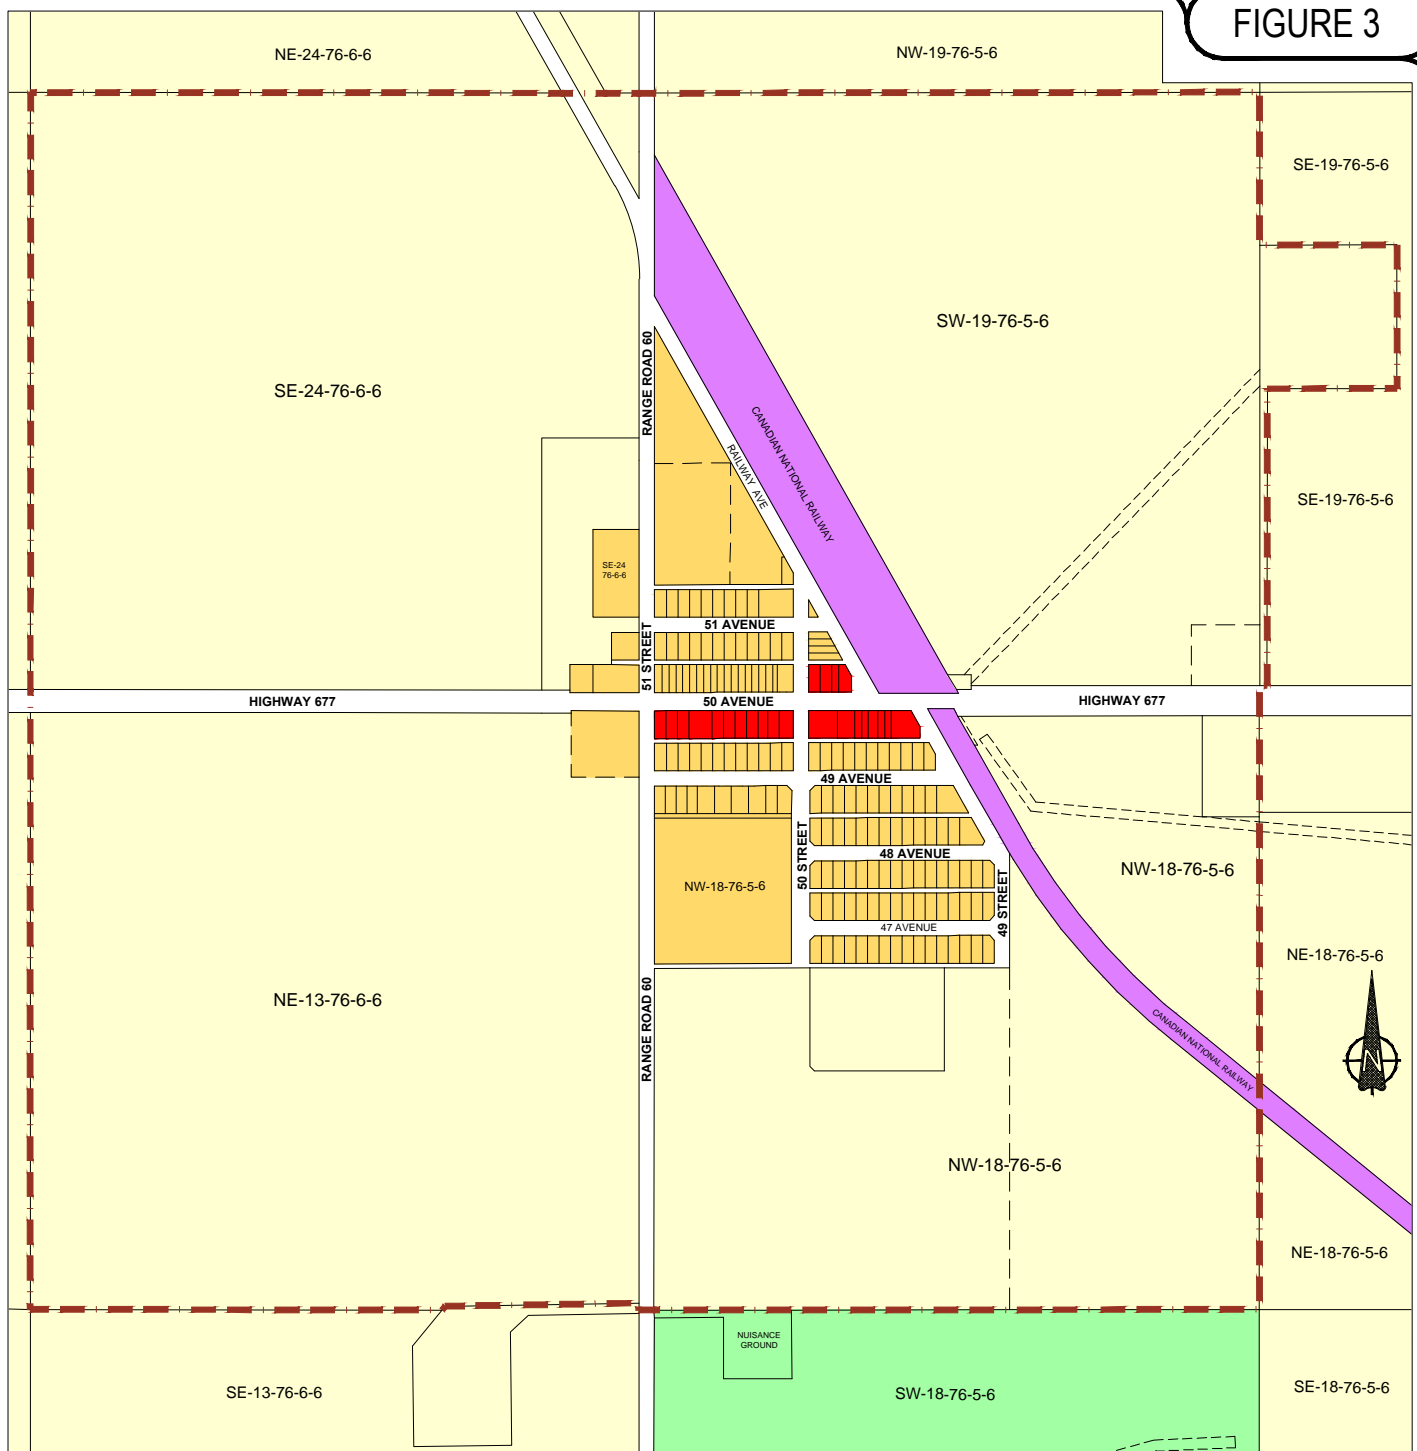 FIGURE 3
NE-24-76-6-6
NW-19-76-5-6
SE-19-76-5-6
SW-19-76-5-6
SE-24-76-6-6
RANGE ROAD 60
CANADIAN NATIONAL RAILWAY
RAILWAY AVE
SE-19-76-5-6
SE-24
76-6-6
51 AVENUE
51 STREET
HIGHWAY 677
50 AVENUE
HIGHWAY 677
49 AVENUE
50 STREET
48 AVENUE
NW-18-76-5-6
NW-18-76-5-6
49 STREET
47 AVENUE
NE-18-76-5-6
NE-13-76-6-6
RANGE ROAD 60
CANADIAN NATIONAL RAILWAY
N
NW-18-76-5-6
NE-18-76-5-6
NUISANCE
GROUND
SE-13-76-6-6
SW-18-76-5-6
SE-18-76-5-6